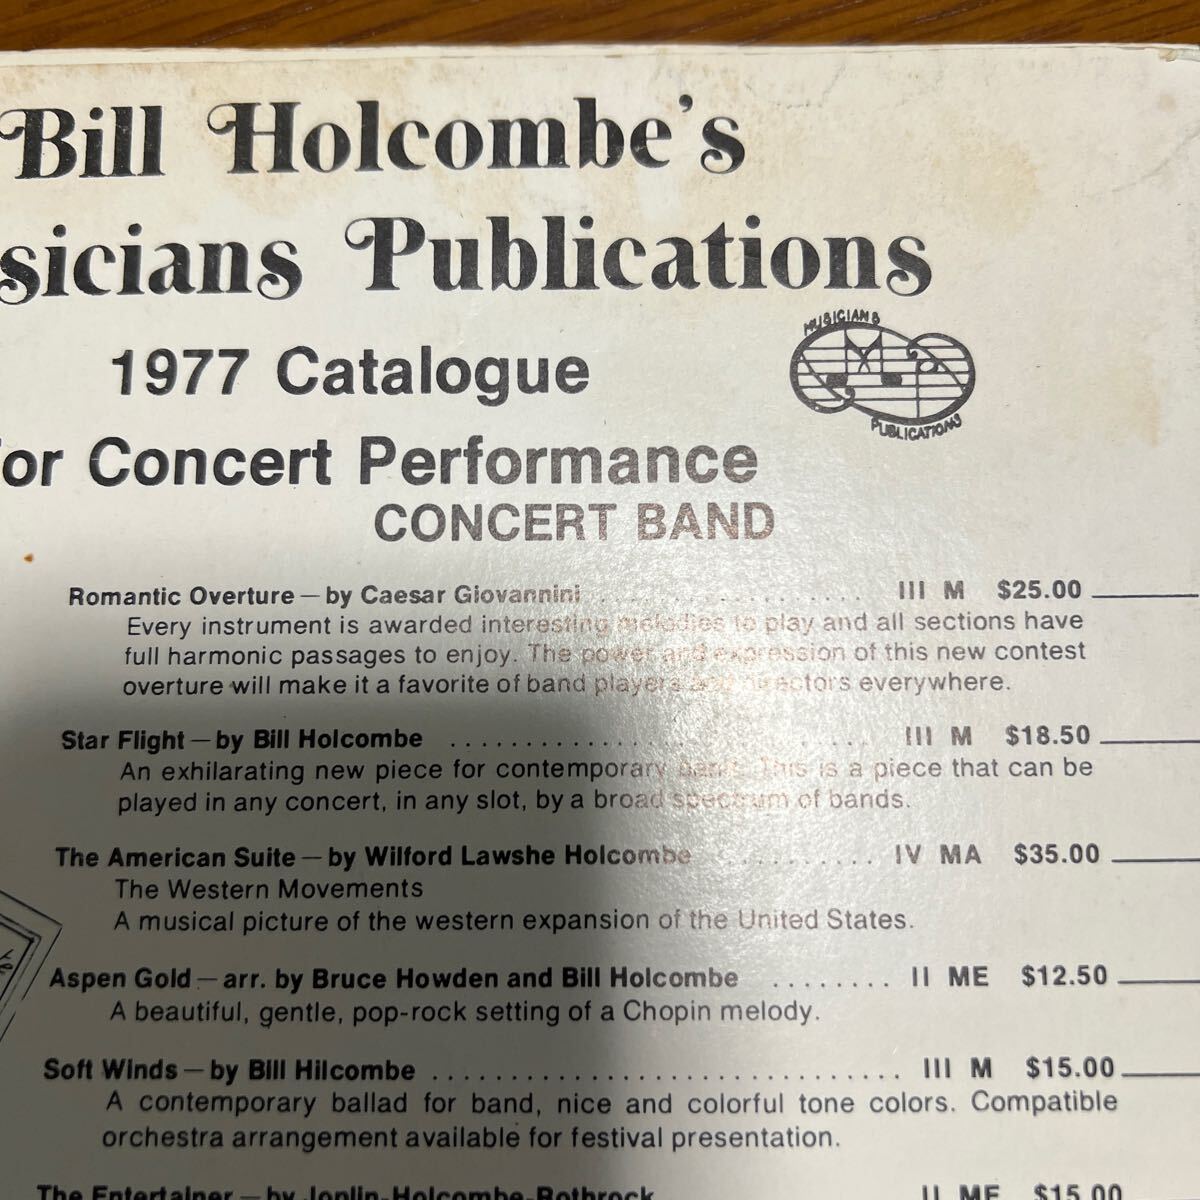 Bill Holcombe's
sicians Publications
MUSICIANS
PUBLICATIONS
1977 Catalogue
or Concert Performance
CONCERT BAND
Romantic Overture — by Caesar Giovannini . . . . . . . . . . . . . . . . . . III M $25.00
Every instrument is awarded interesting melodies to play and all sections have
full harmonic passages to enjoy. The power and expression of this new contest
overture will make it a favorite of band players and directors everywhere.
Star Flight — by Bill Holcombe . . . . . . . . . . . . . . . . . . . . . . . . . . . . III M $18.50
An exhilarating new piece for contemporary band. This is a piece that can be
played in any concert, in any slot, by a broad spectrum of bands.
The American Suite — by Wilford Lawshe Holcombe . . . . . . . . . . IV MA $35.00
The Western Movements
A musical picture of the western expansion of the United States.
Aspen Gold — arr. by Bruce Howden and Bill Holcombe . . . . . . . . II ME $12.50
A beautiful, gentle, pop-rock setting of a Chopin melody.
Soft Winds — by Bill Hilcombe . . . . . . . . . . . . . . . . . . . . . . . . . . . . . . . III M $15.00
A contemporary ballad for band, nice and colorful tone colors. Compatible
orchestra arrangement available for festival presentation.
The Entertainer — by Joplin-Holcombe-Rothrock II ME $15.00